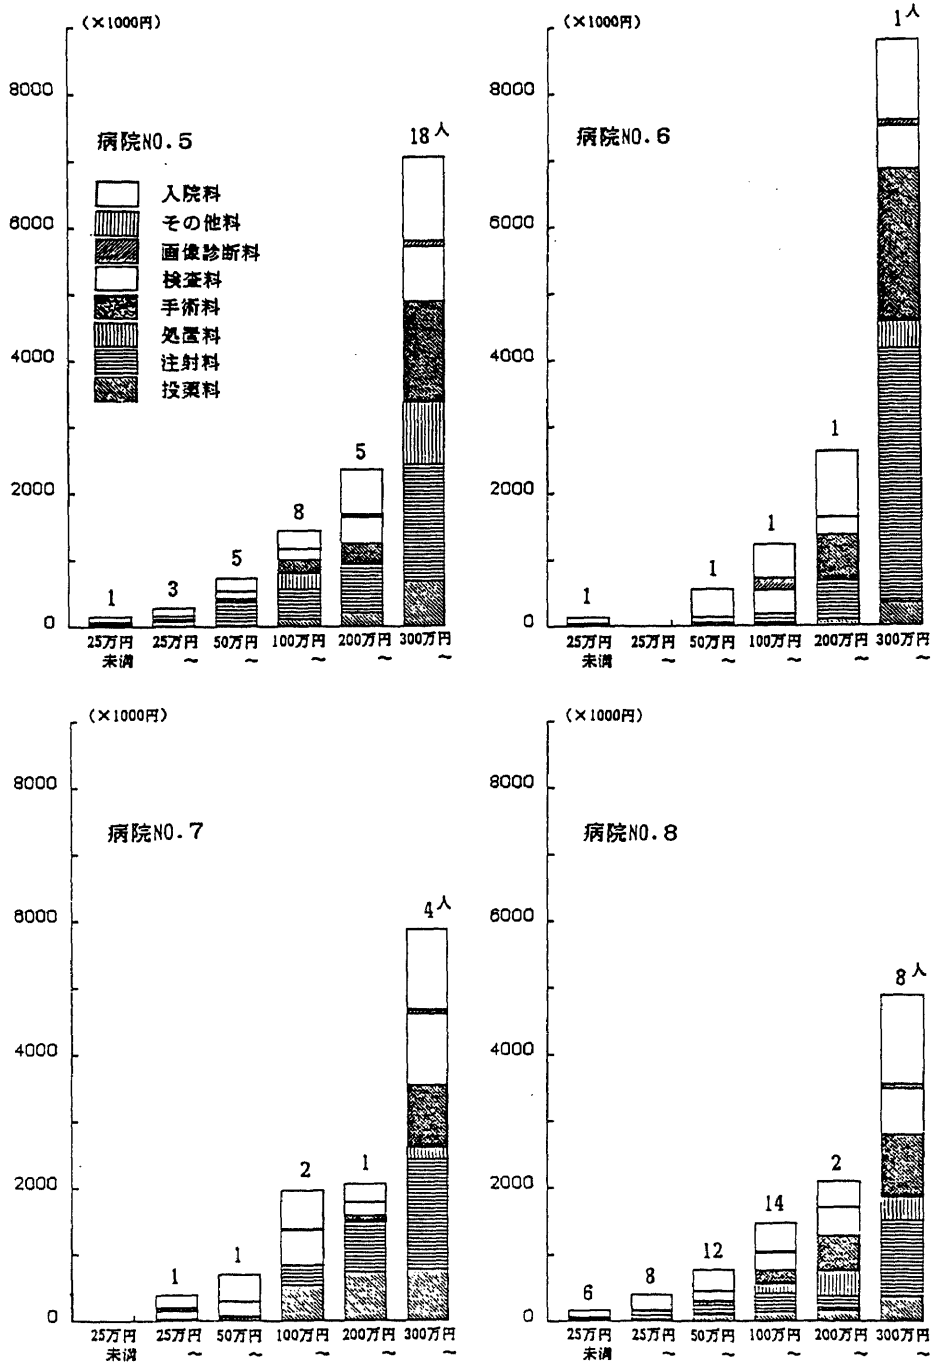 (×1000円)
8000
6000
4000
2000
0
病院NO.5
入院料
その他料
画像診断料
検査料
手術料
処置料
注射料
投薬料
1
3
5
8
5
18人
25万円
未満
25万円
～
50万円
～
100万円
～
200万円
～
300万円
～
(×1000円)
8000
6000
4000
2000
0
病院NO.6
1
1
1
1
1人
25万円
未満
25万円
～
50万円
～
100万円
～
200万円
～
300万円
～
(×1000円)
8000
6000
4000
2000
0
病院NO.7
1
1
2
1
4人
25万円
未満
25万円
～
50万円
～
100万円
～
200万円
～
300万円
～
(×1000円)
8000
6000
4000
2000
0
病院NO.8
6
8
12
14
2
8人
25万円
未満
25万円
～
50万円
～
100万円
～
200万円
～
300万円
～